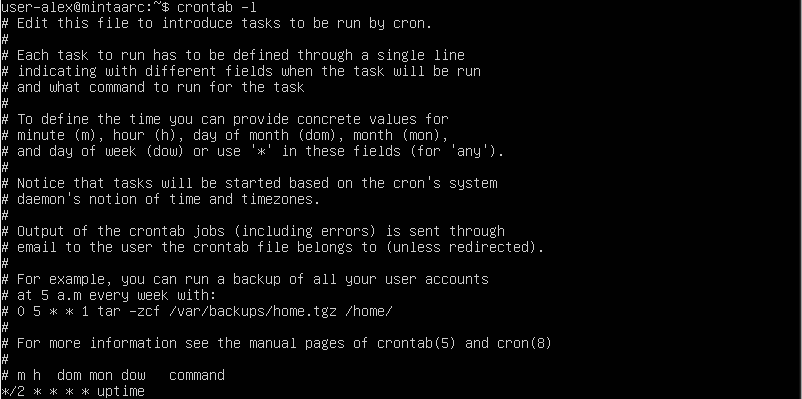 user-alex@mintaarc:~$ crontab -l
# Edit this file to introduce tasks to be run by cron.
#
# Each task to run has to be defined through a single line
# indicating with different fields when the task will be run
# and what command to run for the task
#
# To define the time you can provide concrete values for
# minute (m), hour (h), day of month (dom), month (mon),
# and day of week (dow) or use '*' in these fields (for 'any').
#
# Notice that tasks will be started based on the cron's system
# daemon's notion of time and timezones.
#
# Output of the crontab jobs (including errors) is sent through
# email to the user the crontab file belongs to (unless redirected).
#
# For example, you can run a backup of all your user accounts
# at 5 a.m every week with:
# 0 5 * * 1 tar -zcf /var/backups/home.tgz /home/
#
# For more information see the manual pages of crontab(5) and cron(8)
#
# m h  dom mon dow   command
*/2 * * * * uptime